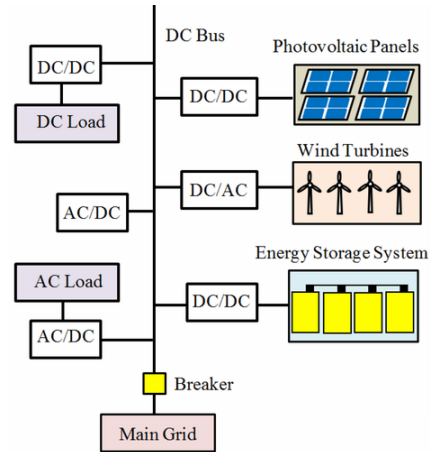 DC Bus
Photovoltaic Panels
DC/DC
DC/DC
DC Load
Wind Turbines
DC/AC
AC/DC
Energy Storage System
AC Load
DC/DC
AC/DC
Breaker
Main Grid